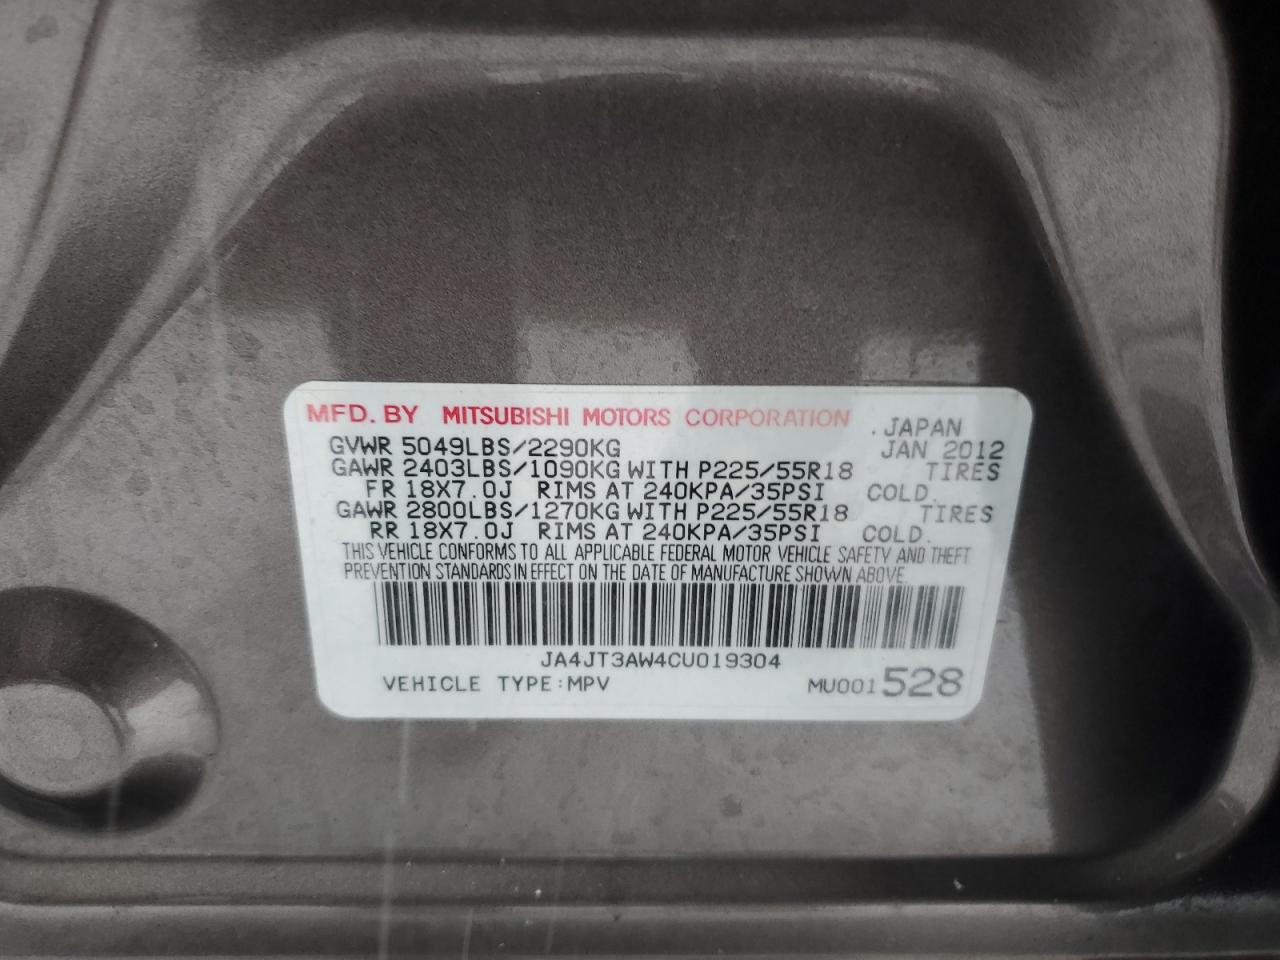 MFD. BY MITSUBISHI MOTORS CORPORATION . JAPAN
GVWR 5049LBS/2290KG JAN 2012
GAWR 2403LBS/1090KG WITH P225/55R18 TIRES
FR 18X7.0J RIMS AT 240KPA/35PSI COLD.
GAWR 2800LBS/1270KG WITH P225/55R18 TIRES
RR 18X7.0J RIMS AT 240KPA/35PSI COLD.
THIS VEHICLE CONFORMS TO ALL APPLICABLE FEDERAL MOTOR VEHICLE SAFETY AND THEFT
PREVENTION STANDARDS IN EFFECT ON THE DATE OF MANUFACTURE SHOWN ABOVE.
JA4JT3AW4CU019304
VEHICLE TYPE:MPV MU001528